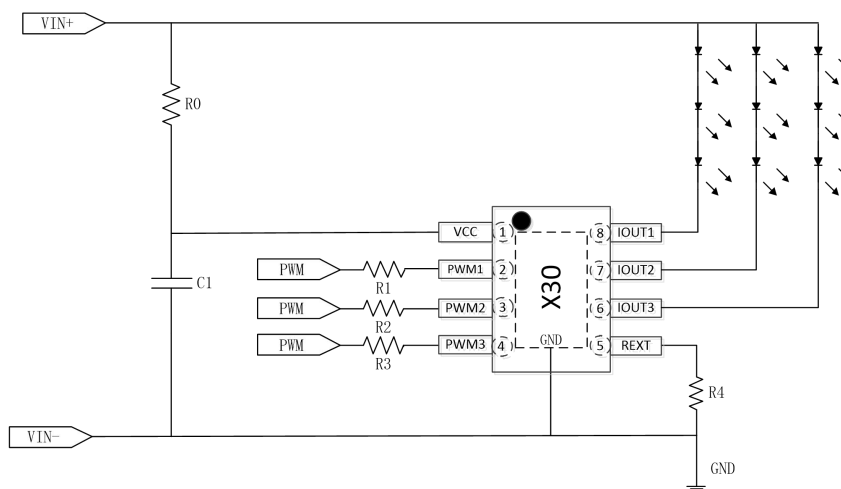 VIN+
R0
VCC
1
8
IOUT1
PWM
R1
PWM1
2
7
IOUT2
C1
X30
PWM
R2
PWM2
3
6
IOUT3
PWM
R3
PWM3
4
GND
5
REXT
R4
VIN-
GND